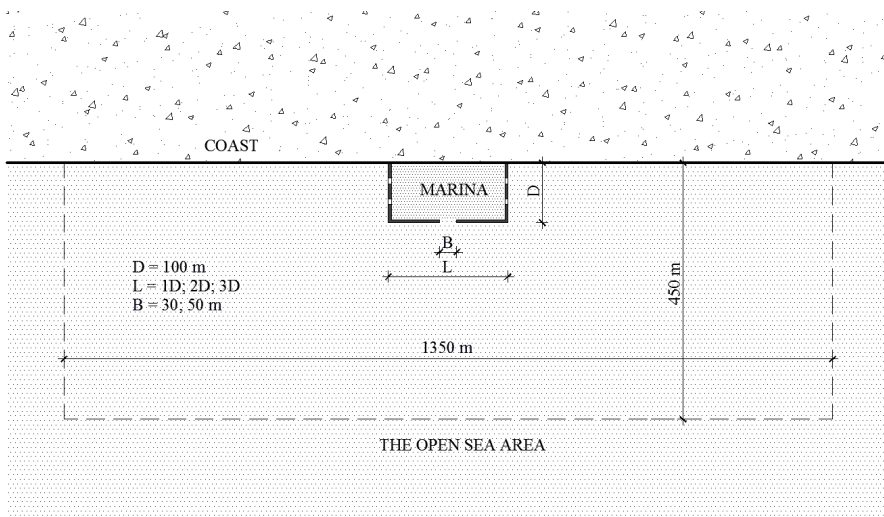 COAST
MARINA
D
B
L
D = 100 m
L = 1D; 2D; 3D
B = 30; 50 m
450 m
1350 m
THE OPEN SEA AREA